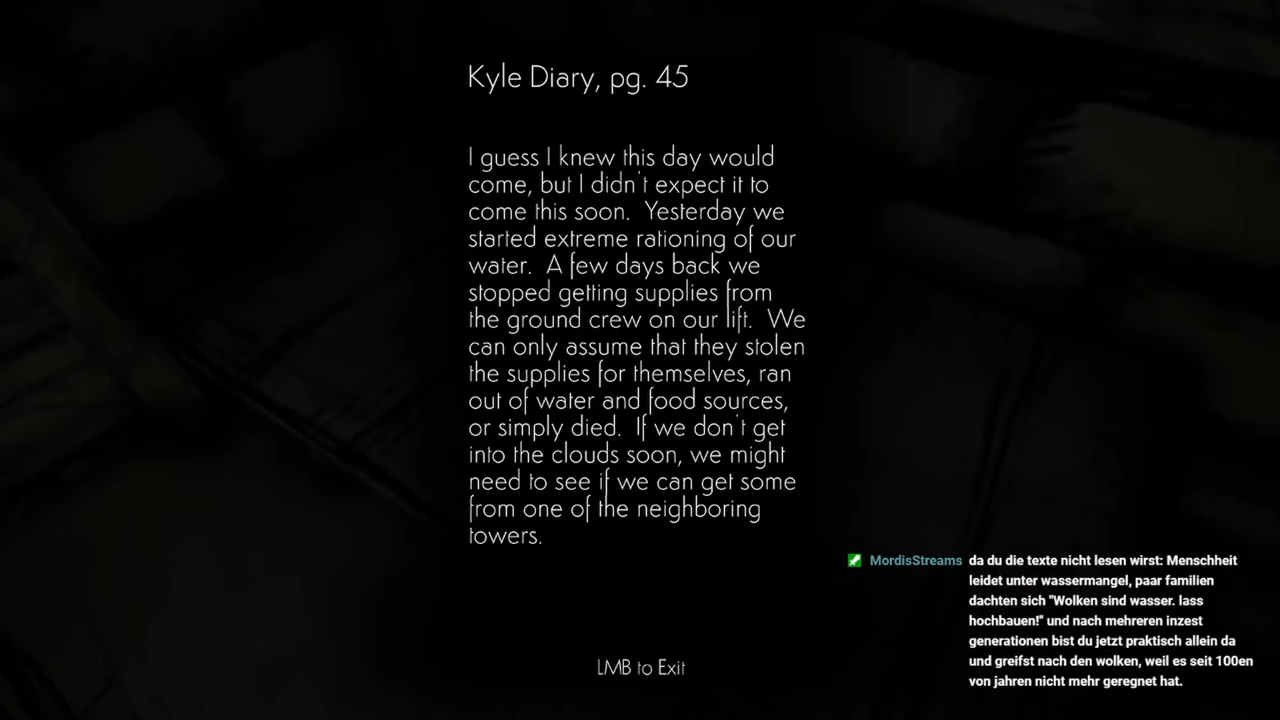 Kyle Diary, pg. 45
I guess I knew this day would
come, but I didn't expect it to
come this soon.  Yesterday we
started extreme rationing of our
water.  A few days back we
stopped getting supplies from
the ground crew on our lift.  We
can only assume that they stolen
the supplies for themselves, ran
out of water and food sources,
or simply died.  If we don't get
into the clouds soon, we might
need to see if we can get some
from one of the neighboring
towers.
MordisStreams da du die texte nicht lesen wirst: Menschheit
leidet unter wassermangel, paar familien
dachten sich "Wolken sind wasser. lass
hochbauen!" und nach mehreren inzest
generationen bist du jetzt praktisch allein da
und greifst nach den wolken, weil es seit 100en
von jahren nicht mehr geregnet hat.
LMB to Exit